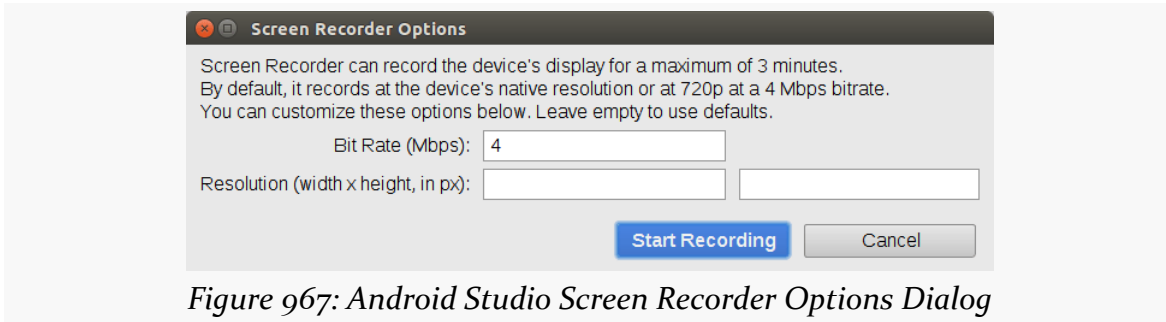 Screen Recorder Options
Screen Recorder can record the device's display for a maximum of 3 minutes.
By default, it records at the device's native resolution or at 720p at a 4 Mbps bitrate.
You can customize these options below. Leave empty to use defaults.
Bit Rate (Mbps): 4
Resolution (width x height, in px):
Start Recording Cancel
Figure 967: Android Studio Screen Recorder Options Dialog